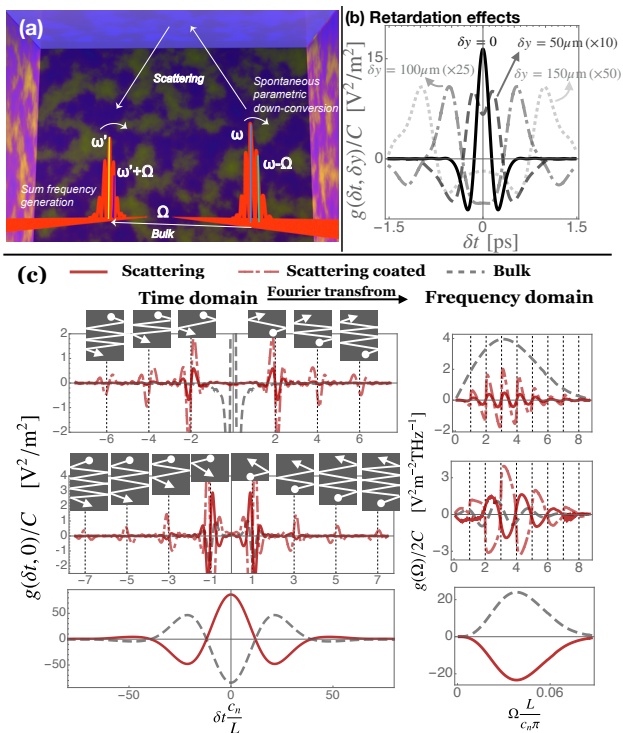 (a)
Scattering
Spontaneous
parametric
down-conversion
ω'
ω
ω'+Ω
ω-Ω
Sum frequency
generation
Ω
Bulk
(b) Retardation effects
δy = 0
δy = 50μm (×10)
δy = 100μm (×25)
δy = 150μm (×50)
g(δt, δy)/C [V²/m²]
15
0
-1.5
0
1.5
δt [ps]
(c)
Scattering
Scattering coated
Bulk
Time domain
Fourier transfrom
Frequency domain
g(δt, 0)/C [V²/m²]
2
1
0
-1
-2
-6
-4
-2
0
2
4
6
4
3
2
1
0
-1
-2
-7
-5
-3
-1
1
3
5
7
50
0
-50
-50
0
50
δt c_n/L
g(Ω)/2C [V²m⁻²THz⁻¹]
4
2
0
-2
0
2
4
6
8
3
0
-3
0
2
4
6
8
20
0
-20
0
0.06
Ω L/(c_n π)